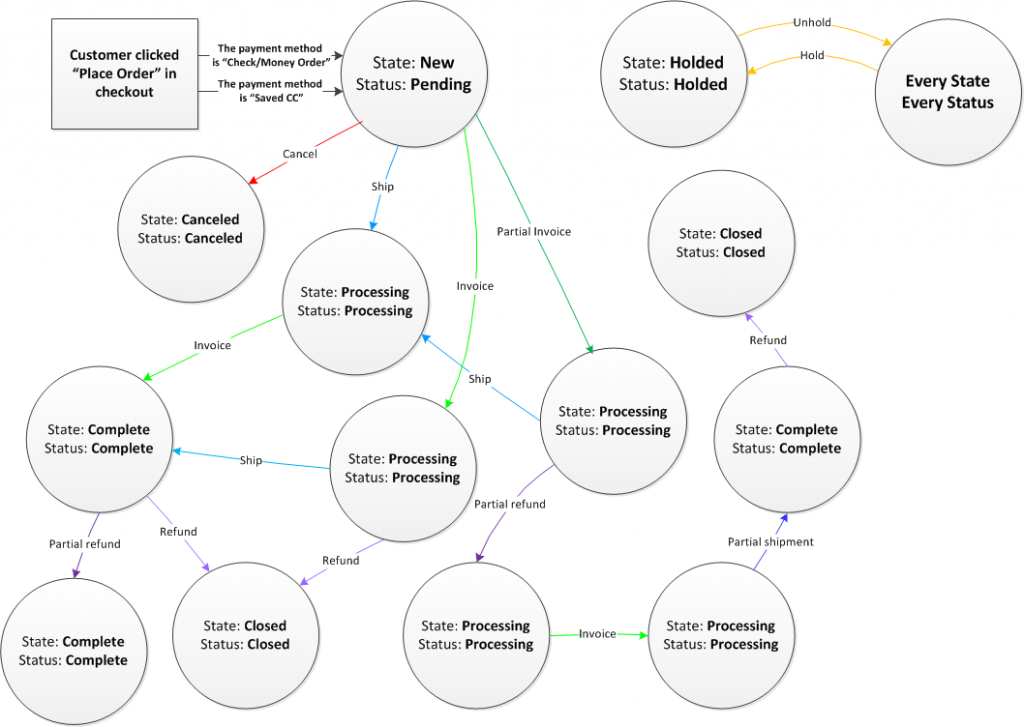 Customer clicked
“Place Order” in
checkout
The payment method
is “Check/Money Order”
The payment method
is “Saved CC”
State: New
Status: Pending
State: Holded
Status: Holded
Unhold
Hold
Every State
Every Status
Cancel
Ship
Partial Invoice
Invoice
State: Canceled
Status: Canceled
State: Closed
Status: Closed
State: Processing
Status: Processing
Invoice
Ship
Refund
State: Complete
Status: Complete
Ship
State: Processing
Status: Processing
State: Processing
Status: Processing
State: Complete
Status: Complete
Partial refund
Refund
Refund
Partial refund
Partial shipment
State: Complete
Status: Complete
State: Closed
Status: Closed
State: Processing
Status: Processing
Invoice
State: Processing
Status: Processing